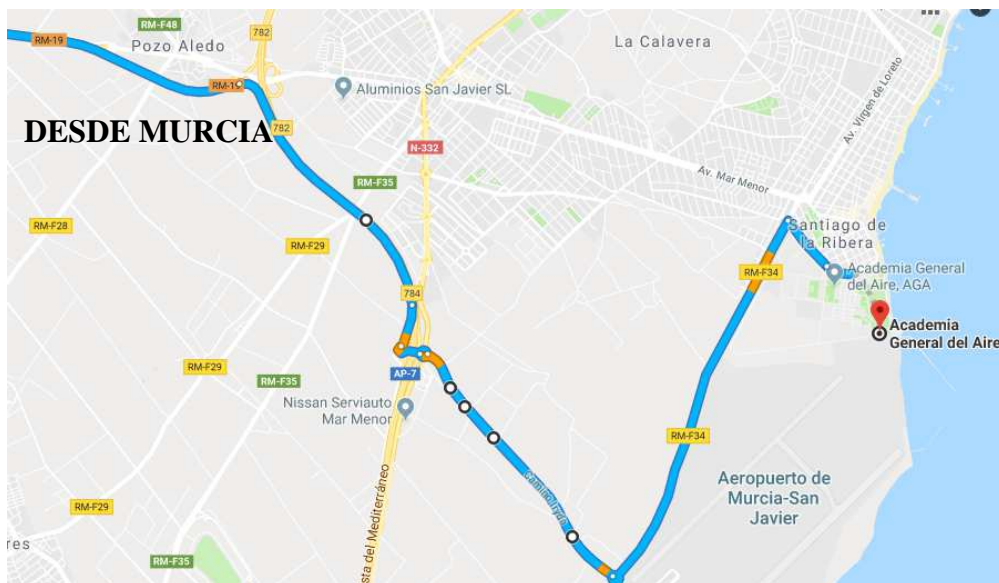 RM-F48
782
Pozo Aledo
La Calavera
RM-19
RM-19
Aluminios San Javier SL
Av. Virgen de Loreto
782
DESDE MURCIA
N-332
Av. Mar Menor
RM-F35
RM-F28
RM-F29
Santiago de
la Ribera
RM-F34
Academia General
del Aire, AGA
784
Academia
General del Aire
RM-F29
AP-7
RM-F35
Nissan Serviauto
Mar Menor
RM-F34
Aeropuerto de
Murcia-San
Javier
RM-F29
res
RM-F35
sta del Mediterráneo